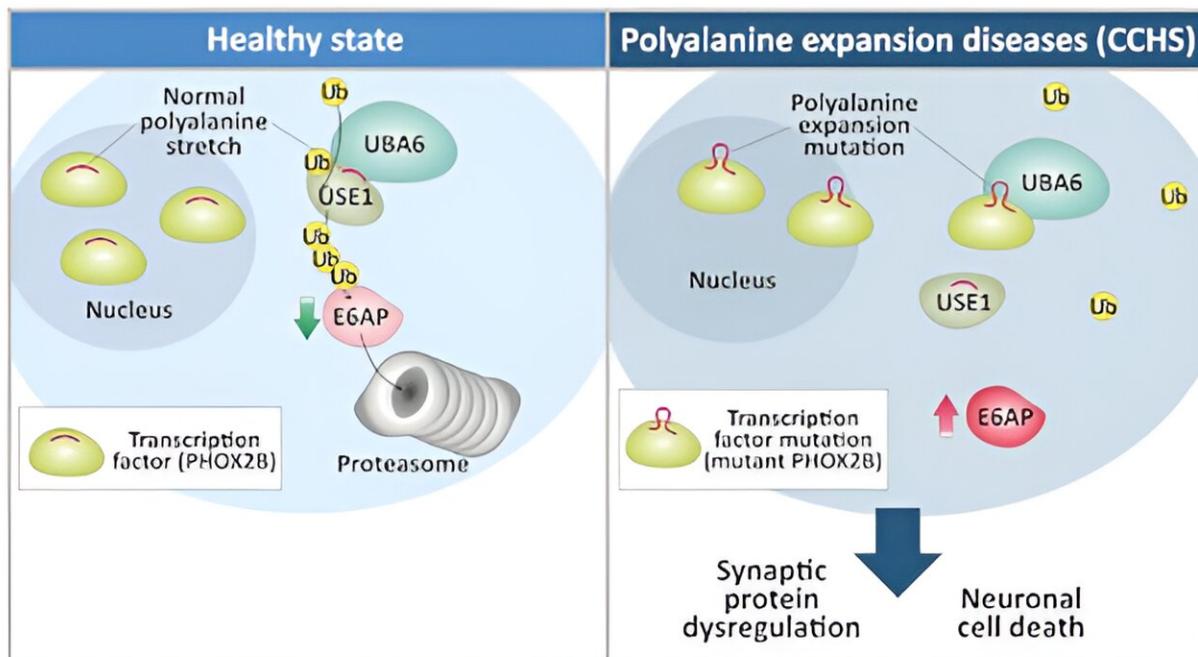 Healthy state
Normal
polyalanine
stretch
Ub
UBA6
Ub
USE1
Ub
Ub
Ub
E6AP
Nucleus
Proteasome
Transcription
factor (PHOX2B)
Polyalanine expansion diseases (CCHS)
Polyalanine
expansion
mutation
Ub
UBA6
Ub
Nucleus
USE1
Ub
E6AP
Transcription
factor mutation
(mutant PHOX2B)
Synaptic
protein
dysregulation
Neuronal
cell death